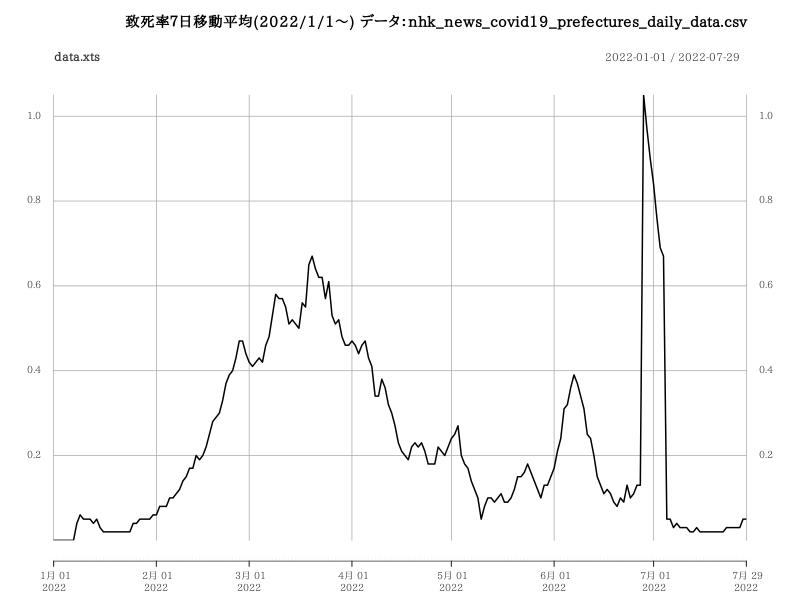 致死率7日移動平均(2022/1/1〜) データ:nhk_news_covid19_prefectures_daily_data.csv
data.xts 2022-01-01 / 2022-07-29
1.0 1.0
0.8 0.8
0.6 0.6
0.4 0.4
0.2 0.2
1月 01 2月 01 3月 01 4月 01 5月 01 6月 01 7月 01 7月 29
2022 2022 2022 2022 2022 2022 2022 2022